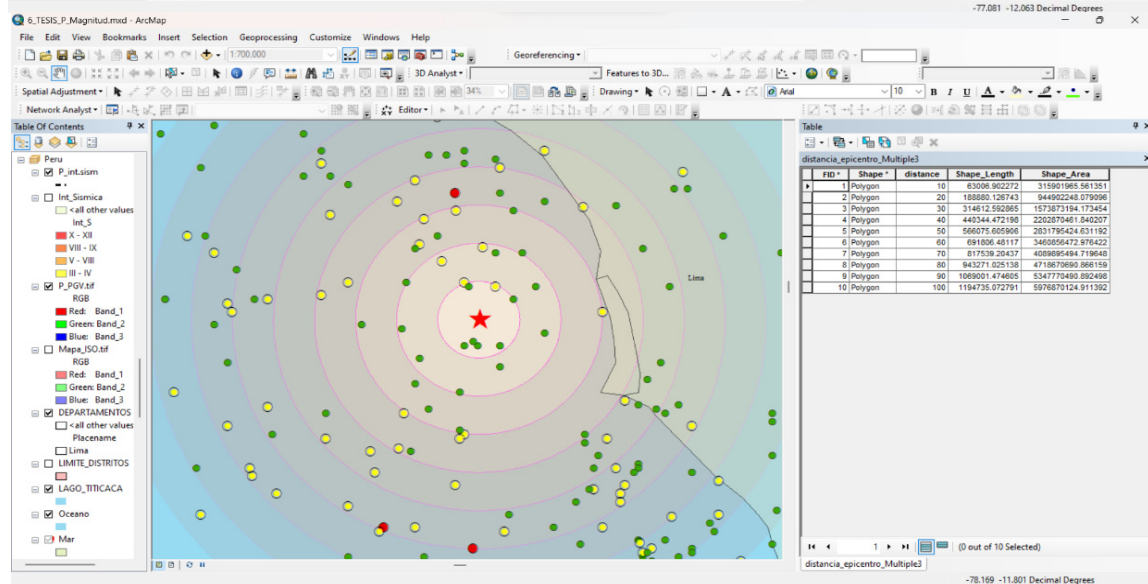 -77.081 -12.063 Decimal Degrees
6_TESIS_P_Magnitud.mxd - ArcMap
File Edit View Bookmarks Insert Selection Geoprocessing Customize Windows Help
1:700,000 Georeferencing
3D Analyst Features to 3D...
Spatial Adjustment 34% Drawing A Arial 10 B I U A
Network Analyst Editor
Table Of Contents
Peru
P_int.sism
Int_Sismica
<all other values
Int_S
X - XII
VIII - IX
V - VIII
III - IV
P_PGV.tif
RGB
Red: Band_1
Green: Band_2
Blue: Band_3
Mapa_ISO.tif
RGB
Red: Band_1
Green: Band_2
Blue: Band_3
DEPARTAMENTOS
<all other values
Placename
Lima
LIMITE_DISTRITOS
LAGO_TITICACA
Oceano
Mar
Lima
Table
distancia_epicentro_Multiple3
FID * Shape * distance Shape_Length Shape_Area
1 Polygon 10 63006.902272 315901965.561351
2 Polygon 20 188880.126743 944902248.079096
3 Polygon 30 314612.592865 1573873194.173454
4 Polygon 40 440344.472198 2202870461.840207
5 Polygon 50 566075.605906 2831795424.631192
6 Polygon 60 691806.48117 3460856472.976422
7 Polygon 70 817539.20437 4089895494.719648
8 Polygon 80 943271.025138 4718670690.866159
9 Polygon 90 1069001.474605 5347770490.892498
10 Polygon 100 1194735.072791 5976870124.911392
1 (0 out of 10 Selected)
distancia_epicentro_Multiple3
-78.169 -11.801 Decimal Degrees